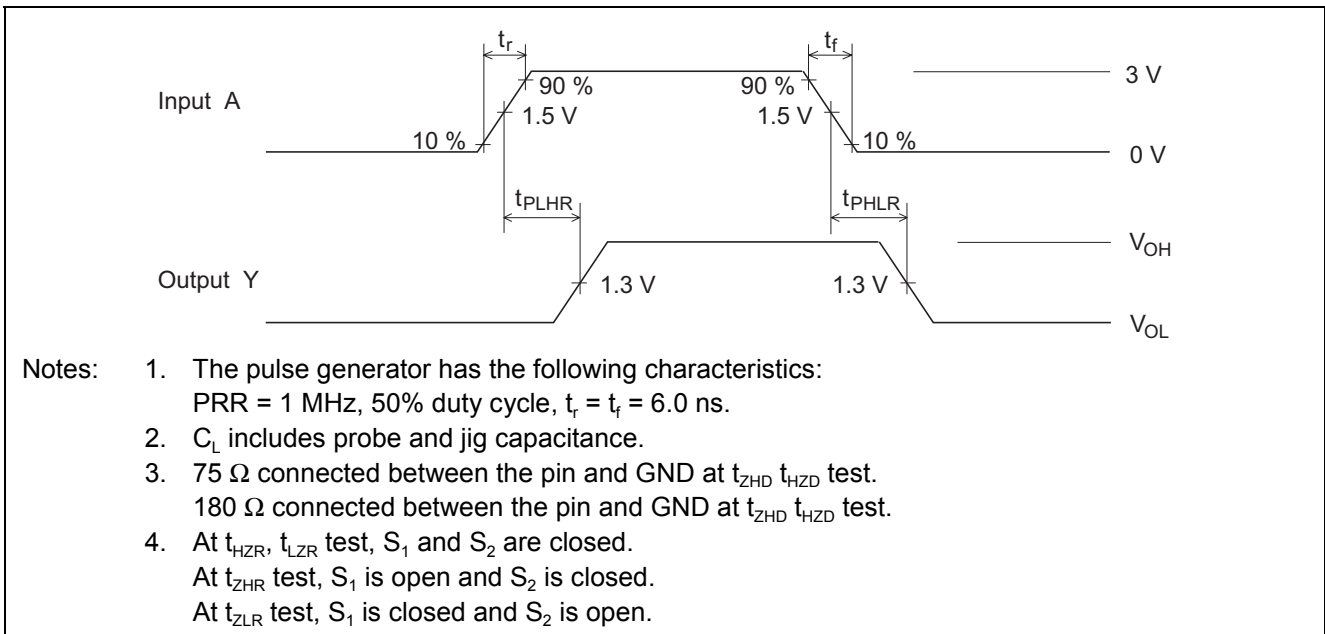 tr tf
90 % 90 % 3 V
Input A
1.5 V 1.5 V
10 % 10 % 0 V
tPLHR tPHLR
VOH
Output Y
1.3 V 1.3 V
VOL
Notes: 1. The pulse generator has the following characteristics:
PRR = 1 MHz, 50% duty cycle, tr = tf = 6.0 ns.
2. CL includes probe and jig capacitance.
3. 75 Ω connected between the pin and GND at tZHD tHZD test.
180 Ω connected between the pin and GND at tZHD tHZD test.
4. At tHZR, tLZR test, S1 and S2 are closed.
At tZHR test, S1 is open and S2 is closed.
At tZLR test, S1 is closed and S2 is open.